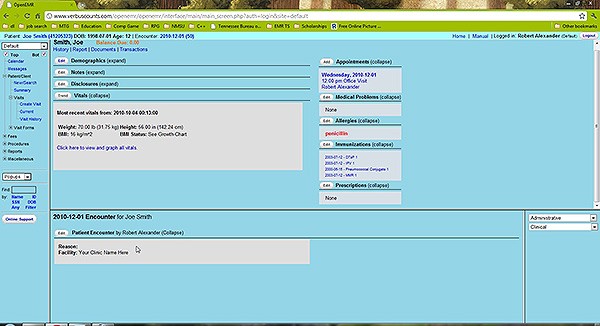 OpenEMR
www.verbuscounts.com/openemr/openemr/interface/main/main_screen.php?auth=login&site=default
job search MTG Education Comp Game RPG NMSU C++ Tennessee Bureau o... EMR TS Scholarships Free Online Picture ... Other bookmarks
Patient: Joe Smith (41205323) DOB: 1998-07-01 Age: 12 | Encounter: 2010-12-01 (59) Home | Manual | Logged in: Robert Alexander Logout
Default
Top Bot
Calendar
Messages
Patient/Client
New/Search
Summary
Visits
Create Visit
Current
Visit History
Visit Forms
Fees
Procedures
Reports
Miscellaneous
Popups
Find:
by: Name ID
SSN DOB
Any Filter
Online Support
Smith, Joe Balance Due: 0.00
History | Report | Documents | Transactions
Edit Demographics (expand)
Edit Notes (expand)
Edit Disclosures (expand)
Trend Vitals (collapse)
Most recent vitals from: 2010-10-04 00:13:00
Weight: 70.00 lb (31.75 kg) Height: 56.00 in (142.24 cm)
BMI: 16 kg/m^2 BMI Status: See Growth Chart
Click here to view and graph all vitals.
Add Appointments (collapse)
Wednesday, 2010-12-01
12:00 pm Office Visit
Robert Alexander
Edit Medical Problems (collapse)
None
Edit Allergies (collapse)
penicillin
Edit Immunizations (collapse)
2003-07-12 - DTaP 1
2003-07-12 - IPV 1
2000-08-16 - Pneumococcal Conjugate 1
2003-07-12 - MMR 1
Edit Prescriptions (collapse)
None
2010-12-01 Encounter for Joe Smith
Edit Patient Encounter by Robert Alexander (Collapse)
Reason:
Facility: Your Clinic Name Here
Administrative
Clinical